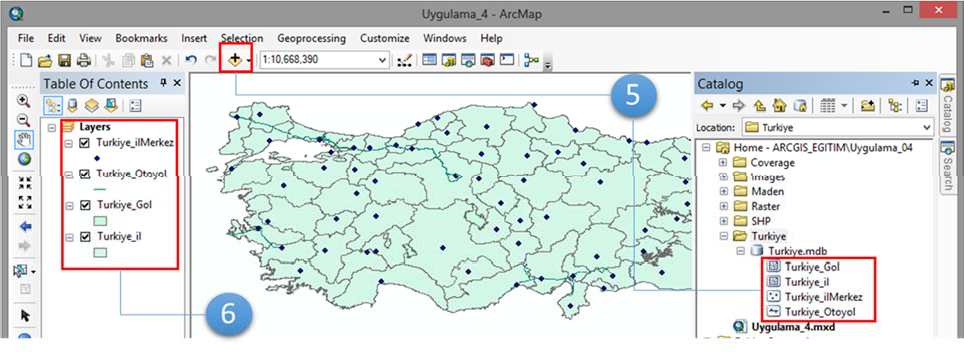 Uygulama_4 - ArcMap
File Edit View Bookmarks Insert Selection Geoprocessing Customize Windows Help
1:10,668,390
5
Table Of Contents
Layers
Turkiye_ilMerkez
Turkiye_Otoyol
Turkiye_Gol
Turkiye_il
6
Catalog
Location: Turkiye
Home - ARCGIS_EGITIM\Uygulama_04
Coverage
Images
Maden
Raster
SHP
Turkiye
Turkiye.mdb
Turkiye_Gol
Turkiye_il
Turkiye_ilMerkez
Turkiye_Otoyol
Uygulama_4.mxd
Catalog
Search